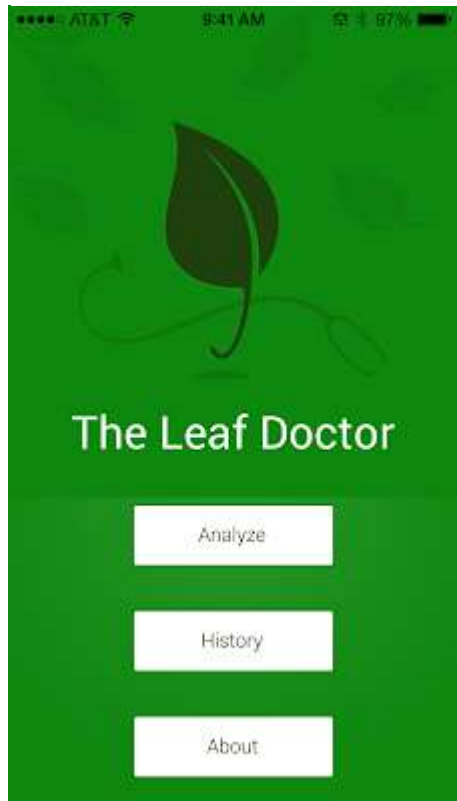 AT&T 9:41 AM 97%
The Leaf Doctor
Analyze
History
About